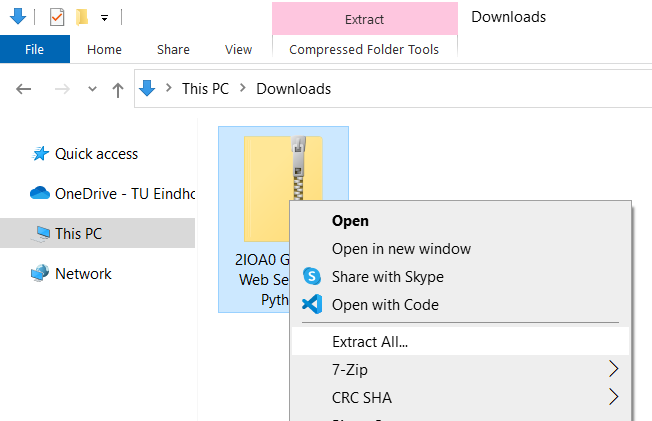 Extract
Downloads
File
Home
Share
View
Compressed Folder Tools
This PC
Downloads
Quick access
OneDrive - TU Eindho
This PC
Network
2IOA0 G
Web Se
Pyth
Open
Open in new window
Share with Skype
Open with Code
Extract All...
7-Zip
CRC SHA